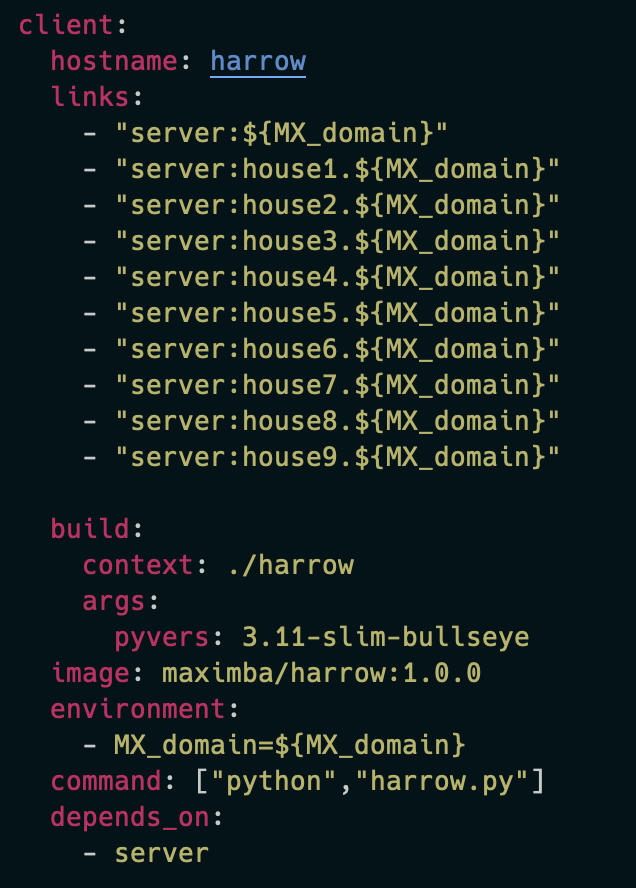 client:
  hostname: harrow
  links:
    - "server:${MX_domain}"
    - "server:house1.${MX_domain}"
    - "server:house2.${MX_domain}"
    - "server:house3.${MX_domain}"
    - "server:house4.${MX_domain}"
    - "server:house5.${MX_domain}"
    - "server:house6.${MX_domain}"
    - "server:house7.${MX_domain}"
    - "server:house8.${MX_domain}"
    - "server:house9.${MX_domain}"

  build:
    context: ./harrow
    args:
      pyvers: 3.11-slim-bullseye
  image: maximba/harrow:1.0.0
  environment:
    - MX_domain=${MX_domain}
  command: ["python","harrow.py"]
  depends_on:
    - server